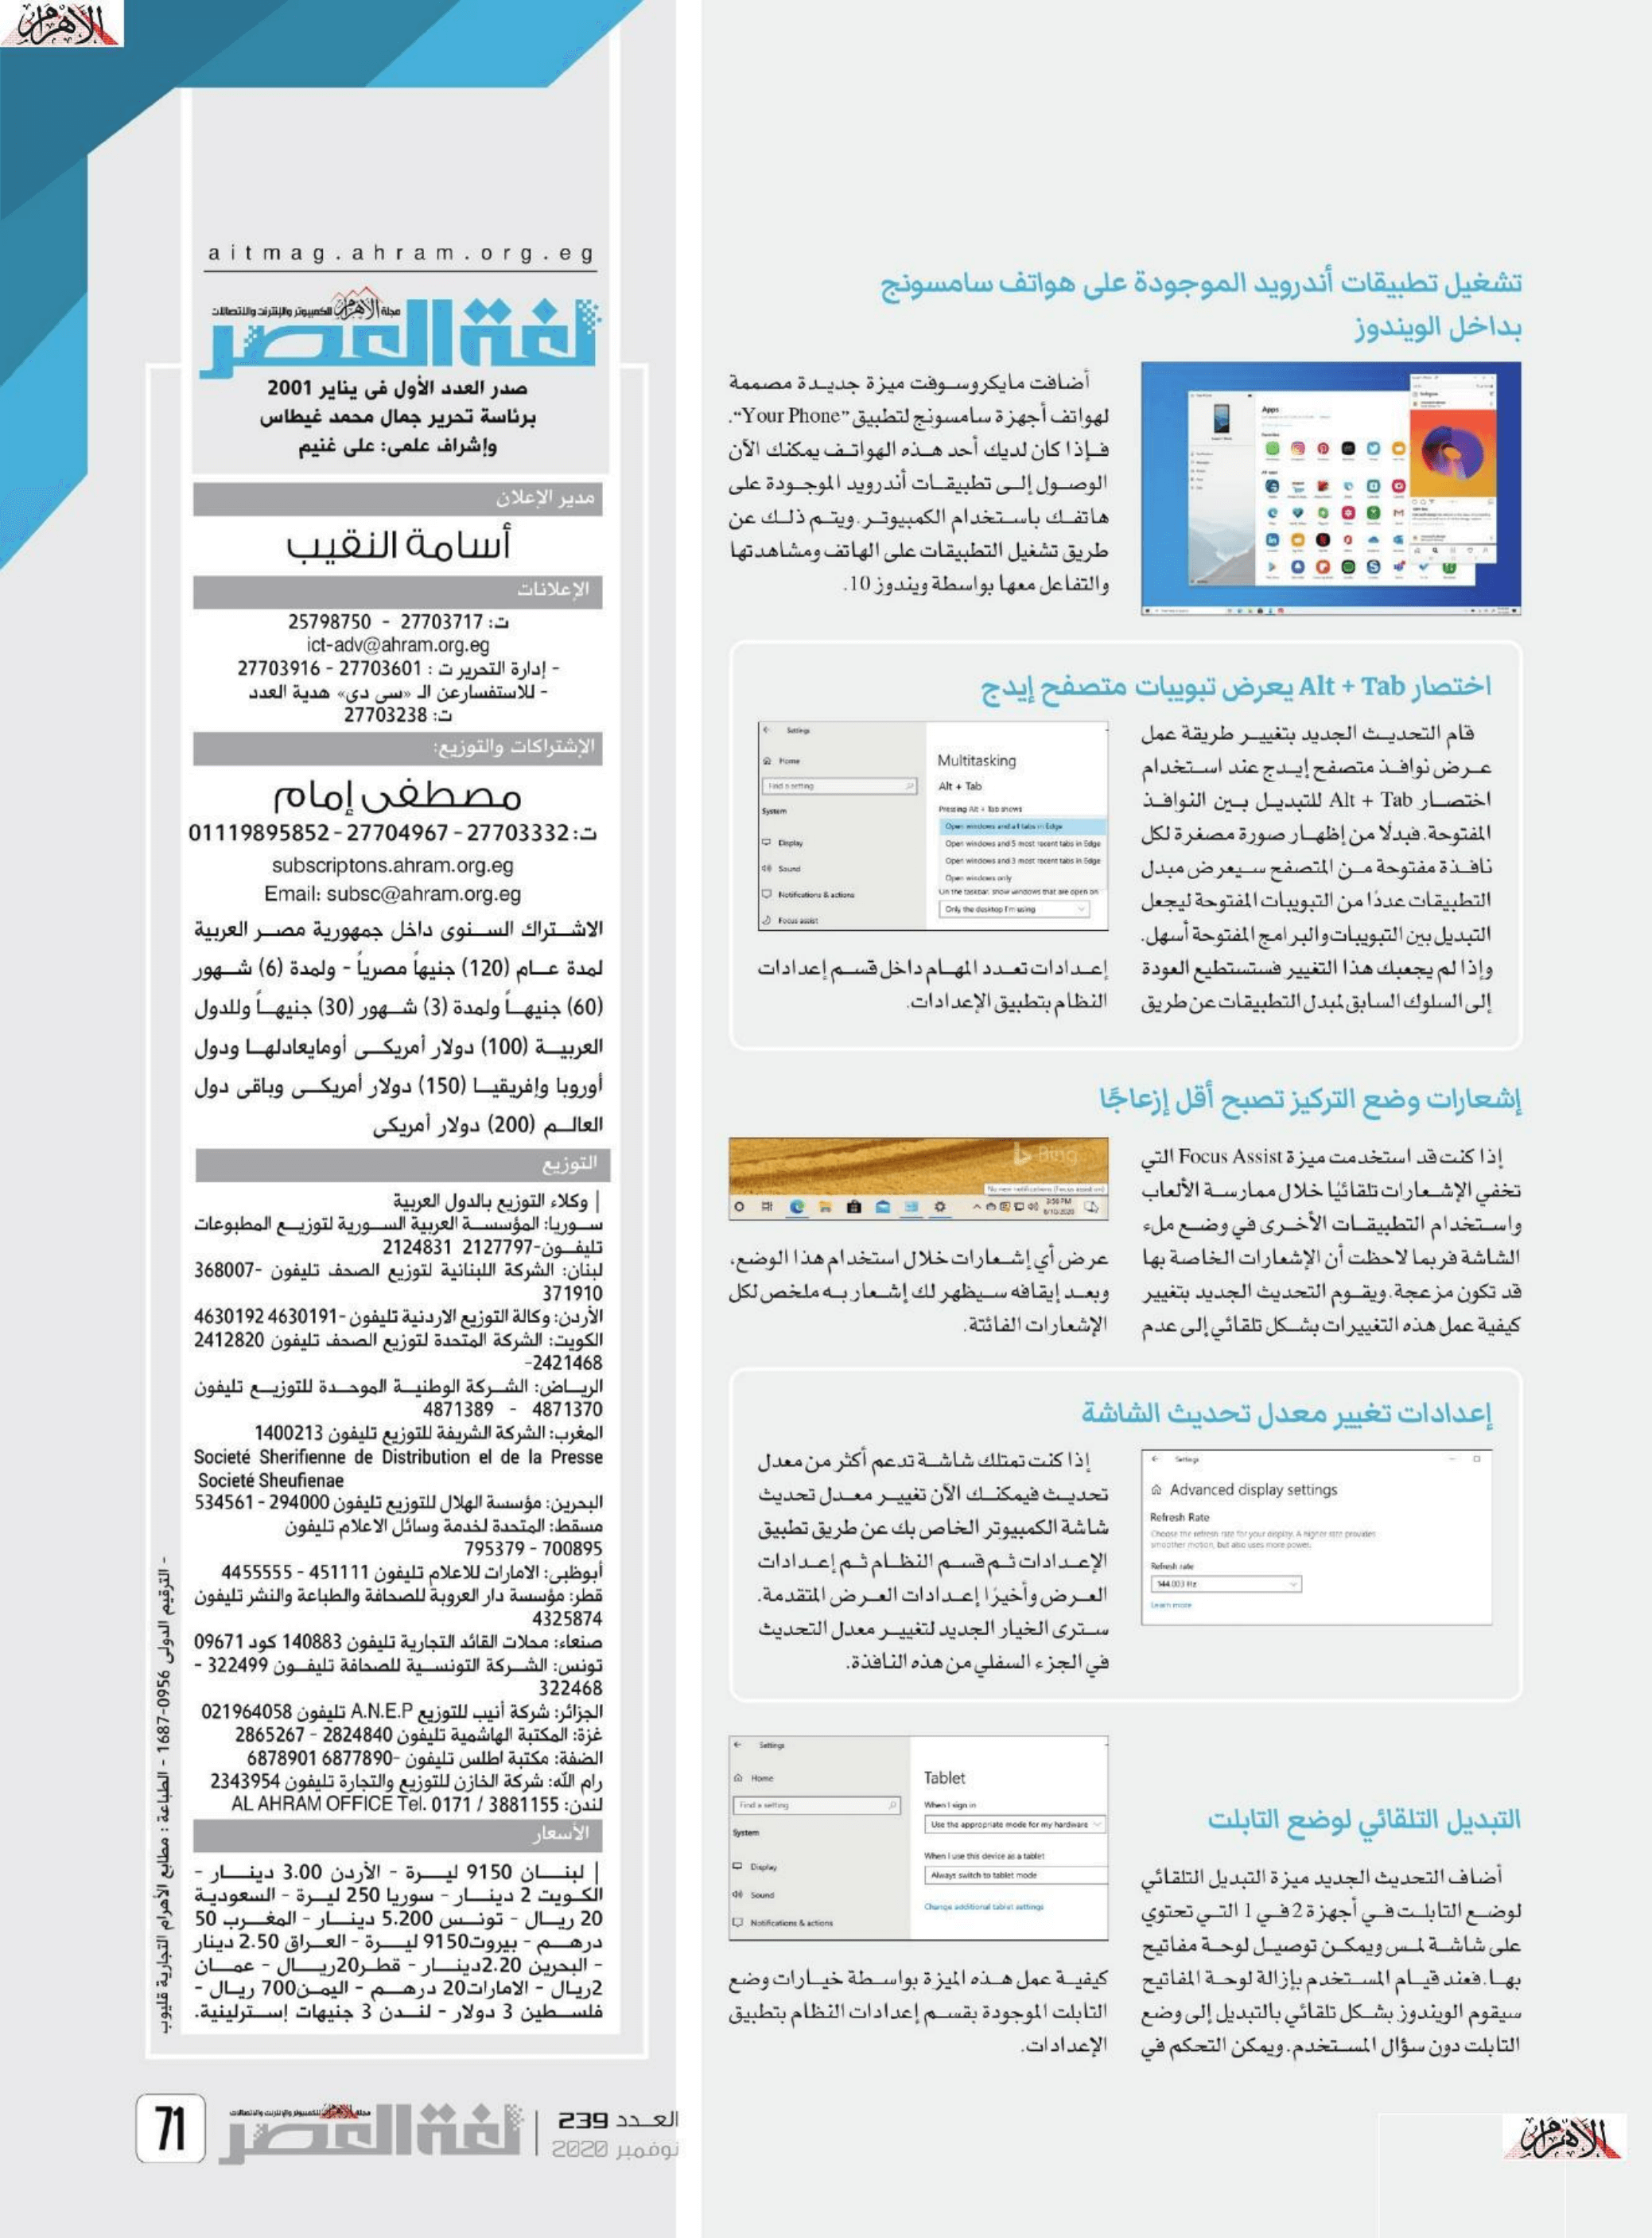 الأهرام
تشغيل تطبيقات أندرويد الموجودة على هواتف سامسونج
بداخل الويندوز
أضافت مايكروسوفت ميزة جديدة مصممة
لهواتف أجهزة سامسونج لتطبيق "Your Phone".
فإذا كان لديك أحد هذه الهواتف يمكنك الآن
الوصول إلى تطبيقات أندرويد الموجودة على
هاتفك باستخدام الكمبيوتر. ويتم ذلك عن
طريق تشغيل التطبيقات على الهاتف ومشاهدتها
والتفاعل معها بواسطة ويندوز 10.
Apps
اختصار Alt + Tab يعرض تبويبات متصفح إيدج
قام التحديث الجديد بتغيير طريقة عمل
عرض نوافذ متصفح إيدج عند استخدام
اختصار Alt + Tab للتبديل بين النوافذ
المفتوحة. فبدلًا من إظهار صورة مصغرة لكل
نافذة مفتوحة من المتصفح سيعرض مبدل
التطبيقات عددًا من التبويبات المفتوحة ليجعل
التبديل بين التبويبات والبرامج المفتوحة أسهل.
وإذا لم يعجبك هذا التغيير فستستطيع العودة
إلى السلوك السابق لمبدل التطبيقات عن طريق
Settings
Home
Find a setting
System
Display
Sound
Notifications & actions
Focus assist
Multitasking
Alt + Tab
Pressing Alt + Tab shows
Open windows and all tabs in Edge
Open windows and 5 most recent tabs in Edge
Open windows and 3 most recent tabs in Edge
Open windows only
On the taskbar, show windows that are open on
Only the desktop I'm using
إعدادات تعدد المهام داخل قسم إعدادات
النظام بتطبيق الإعدادات.
إشعارات وضع التركيز تصبح أقل إزعاجًا
إذا كنت قد استخدمت ميزة Focus Assist التي
تخفي الإشعارات تلقائيًا خلال ممارسة الألعاب
واستخدام التطبيقات الأخرى في وضع ملء
الشاشة فربما لاحظت أن الإشعارات الخاصة بها
قد تكون مزعجة. ويقوم التحديث الجديد بتغيير
كيفية عمل هذه التغييرات بشكل تلقائي إلى عدم
Bing
3:56 PM
6/10/2020
عرض أي إشعارات خلال استخدام هذا الوضع،
وبعد إيقافه سيظهر لك إشعار به ملخص لكل
الإشعارات الفائتة.
إعدادات تغيير معدل تحديث الشاشة
Settings
Advanced display settings
Refresh Rate
Choose the refresh rate for your display. A higher rate provides
smoother motion, but also uses more power.
Refresh rate
144.003 Hz
Learn more
إذا كنت تمتلك شاشة تدعم أكثر من معدل
تحديث فيمكنك الآن تغيير معدل تحديث
شاشة الكمبيوتر الخاص بك عن طريق تطبيق
الإعدادات ثم قسم النظام ثم إعدادات
العرض وأخيرًا إعدادات العرض المتقدمة.
سترى الخيار الجديد لتغيير معدل التحديث
في الجزء السفلي من هذه النافذة.
التبديل التلقائي لوضع التابلت
أضاف التحديث الجديد ميزة التبديل التلقائي
لوضع التابلت في أجهزة 2 في 1 التي تحتوي
على شاشة لمس ويمكن توصيل لوحة مفاتيح
بها. فعند قيام المستخدم بإزالة لوحة المفاتيح
سيقوم الويندوز بشكل تلقائي بالتبديل إلى وضع
التابلت دون سؤال المستخدم. ويمكن التحكم في
Settings
Home
Find a setting
System
Display
Sound
Notifications & actions
Tablet
When I sign in
Use the appropriate mode for my hardware
When I use this device as a tablet
Always switch to tablet mode
Change additional tablet settings
كيفية عمل هذه الميزة بواسطة خيارات وضع
التابلت الموجودة بقسم إعدادات النظام بتطبيق
الإعدادات.
aitmag.ahram.org.eg
مجلة الأهرام للكمبيوتر والإنترنت والاتصالات
لغة العصر
صدر العدد الأول فى يناير 2001
برئاسة تحرير جمال محمد غيطاس
وإشراف علمى: على غنيم
مدير الإعلان
أسامة النقيب
الإعلانات
ت: 27703717 - 25798750
ict-adv@ahram.org.eg
- إدارة التحرير ت : 27703601 - 27703916
- للاستفسار عن الـ «سى دى» هدية العدد
ت: 27703238
الإشتراكات والتوزيع:
مصطفى إمام
ت: 27703332 - 27704967 - 01119895852
subscriptons.ahram.org.eg
Email: subsc@ahram.org.eg
الاشتراك السنوى داخل جمهورية مصر العربية
لمدة عام (120) جنيهاً مصرياً - ولمدة (6) شهور
(60) جنيهاً ولمدة (3) شهور (30) جنيهاً وللدول
العربية (100) دولار أمريكى أومايعادلها ودول
أوروبا وإفريقيا (150) دولار أمريكى وباقى دول
العالم (200) دولار أمريكى
التوزيع
| وكلاء التوزيع بالدول العربية
سوريا: المؤسسة العربية السورية لتوزيع المطبوعات
تليفون-2127797 2124831
لبنان: الشركة اللبنانية لتوزيع الصحف تليفون -368007
371910
الأردن: وكالة التوزيع الاردنية تليفون -4630191 4630192
الكويت: الشركة المتحدة لتوزيع الصحف تليفون 2412820
-2421468
الرياض: الشركة الوطنية الموحدة للتوزيع تليفون
4871370 - 4871389
المغرب: الشركة الشريفة للتوزيع تليفون 1400213
Societé Sherifienne de Distribution el de la Presse
Societé Sheufienae
البحرين: مؤسسة الهلال للتوزيع تليفون 294000 - 534561
مسقط: المتحدة لخدمة وسائل الاعلام تليفون
700895 - 795379
أبوظبى: الامارات للاعلام تليفون 451111 - 4455555
قطر: مؤسسة دار العروبة للصحافة والطباعة والنشر تليفون
4325874
صنعاء: محلات القائد التجارية تليفون 140883 كود 09671
تونس: الشركة التونسية للصحافة تليفون 322499 -
322468
الجزائر: شركة أنيب للتوزيع A.N.E.P تليفون 021964058
غزة: المكتبة الهاشمية تليفون 2824840 - 2865267
الضفة: مكتبة اطلس تليفون -6877890 6878901
رام الله: شركة الخازن للتوزيع والتجارة تليفون 2343954
لندن: AL AHRAM OFFICE Tel. 0171 / 3881155
الأسعار
| لبنان 9150 ليرة - الأردن 3.00 دينار -
الكويت 2 دينار - سوريا 250 ليرة - السعودية
20 ريال - تونس 5.200 دينار - المغرب 50
درهم - بيروت9150 ليرة - العراق 2.50 دينار
- البحرين 2.20دينار - قطر20ريال - عمان
2ريال - الامارات20 درهم - اليمن700 ريال -
فلسطين 3 دولار - لندن 3 جنيهات إسترلينية.
- الترقيم الدولى 0956-1687 - الطباعة : مطابع الأهرام التجارية قليوب
العدد 239
نوفمبر 2020
مجلة الأهرام للكمبيوتر والإنترنت والاتصالات
لغة العصر
71
الأهرام